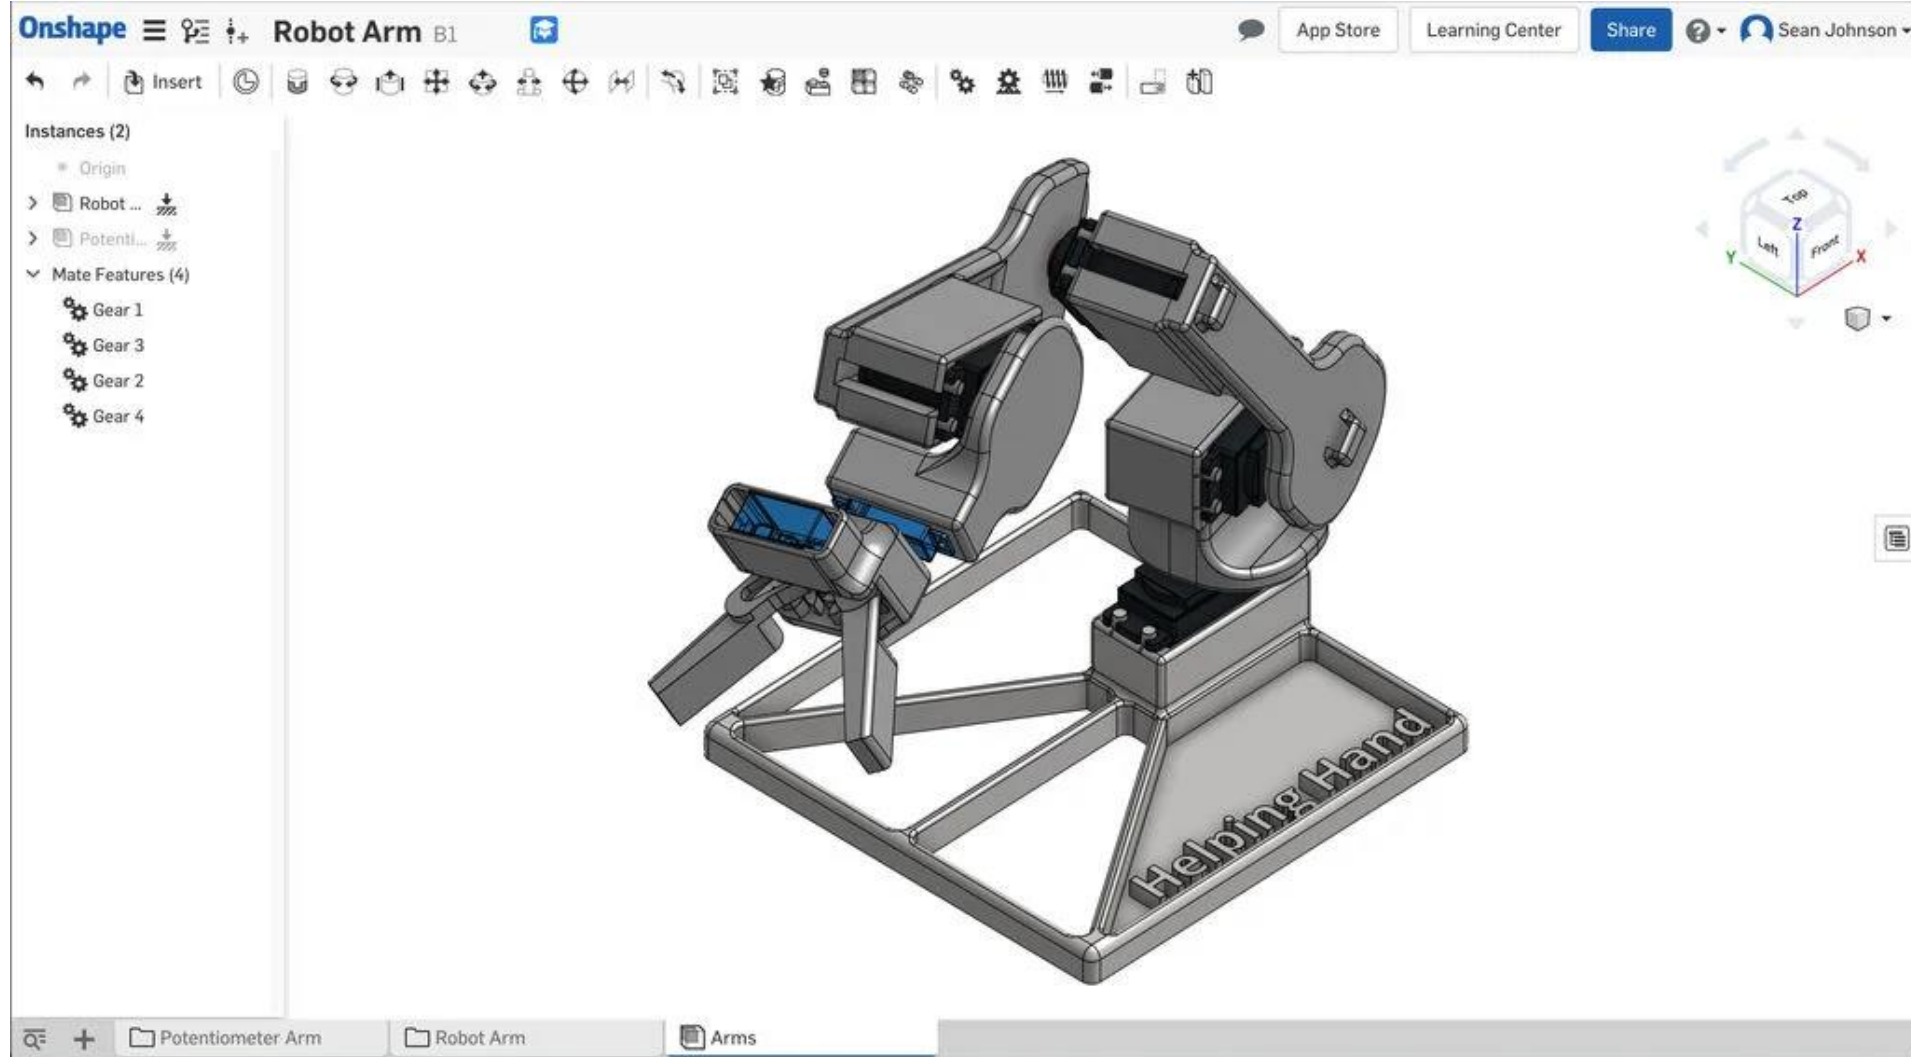 Onshape Robot Arm B1 App Store Learning Center Share Sean Johnson
Insert
Instances (2)
Origin
Robot ...
Potenti...
Mate Features (4)
Gear 1
Gear 3
Gear 2
Gear 4
Top
Z
Left Front
Y X
Helping Hand
Potentiometer Arm Robot Arm Arms